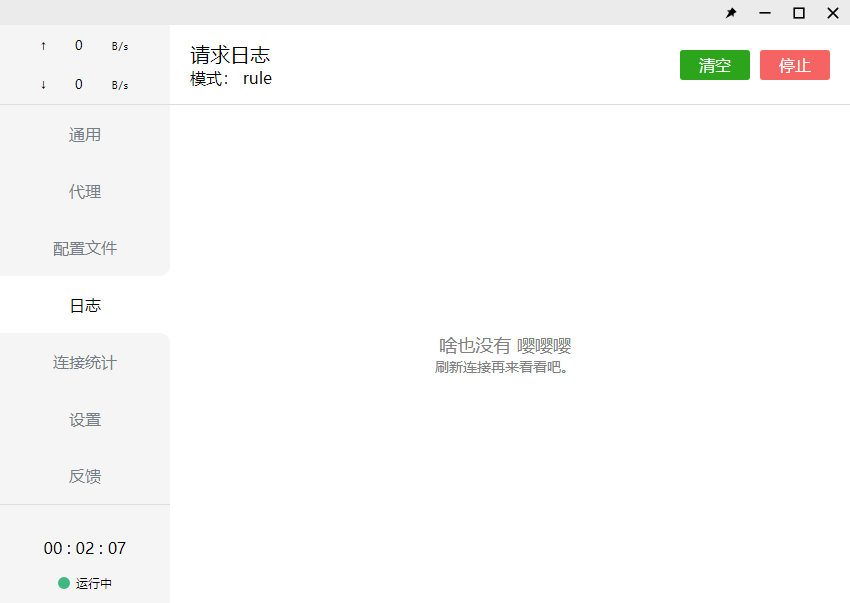 ↑ 0 B/s
↓ 0 B/s
请求日志
模式： rule
清空
停止
通用
代理
配置文件
日志
连接统计
设置
反馈
啥也没有 嘤嘤嘤
刷新连接再来看看吧。
00 : 02 : 07
运行中